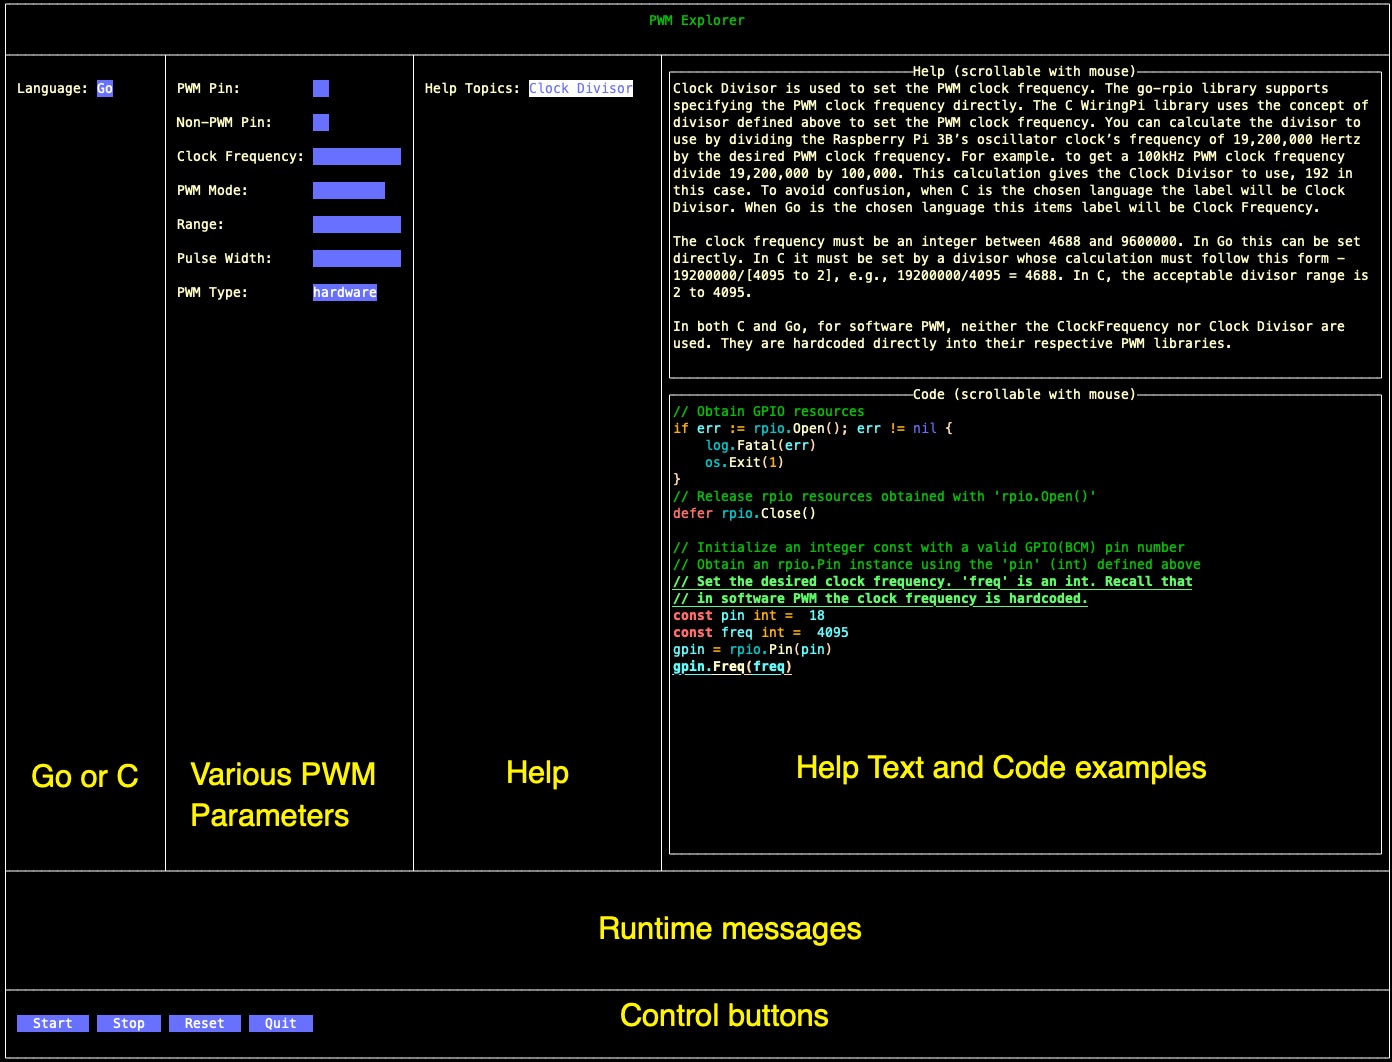 PWM Explorer
Language: Go
PWM Pin:
Non-PWM Pin:
Clock Frequency:
PWM Mode:
Range:
Pulse Width:
PWM Type: hardware
Help Topics: Clock Divisor
Help (scrollable with mouse)
Clock Divisor is used to set the PWM clock frequency. The go-rpio library supports
specifying the PWM clock frequency directly. The C WiringPi library uses the concept of
divisor defined above to set the PWM clock frequency. You can calculate the divisor to
use by dividing the Raspberry Pi 3B's oscillator clock's frequency of 19,200,000 Hertz
by the desired PWM clock frequency. For example. to get a 100kHz PWM clock frequency
divide 19,200,000 by 100,000. This calculation gives the Clock Divisor to use, 192 in
this case. To avoid confusion, when C is the chosen language the label will be Clock
Divisor. When Go is the chosen language this items label will be Clock Frequency.
The clock frequency must be an integer between 4688 and 9600000. In Go this can be set
directly. In C it must be set by a divisor whose calculation must follow this form -
19200000/[4095 to 2], e.g., 19200000/4095 = 4688. In C, the acceptable divisor range is
2 to 4095.
In both C and Go, for software PWM, neither the ClockFrequency nor Clock Divisor are
used. They are hardcoded directly into their respective PWM libraries.
Code (scrollable with mouse)
// Obtain GPIO resources
if err := rpio.Open(); err != nil {
    log.Fatal(err)
    os.Exit(1)
}
// Release rpio resources obtained with 'rpio.Open()'
defer rpio.Close()
// Initialize an integer const with a valid GPIO(BCM) pin number
// Obtain an rpio.Pin instance using the 'pin' (int) defined above
// Set the desired clock frequency. 'freq' is an int. Recall that
// in software PWM the clock frequency is hardcoded.
const pin int =  18
const freq int =  4095
gpin = rpio.Pin(pin)
gpin.Freq(freq)
Go or C
Various PWM
Parameters
Help
Help Text and Code examples
Runtime messages
Control buttons
Start Stop Reset Quit